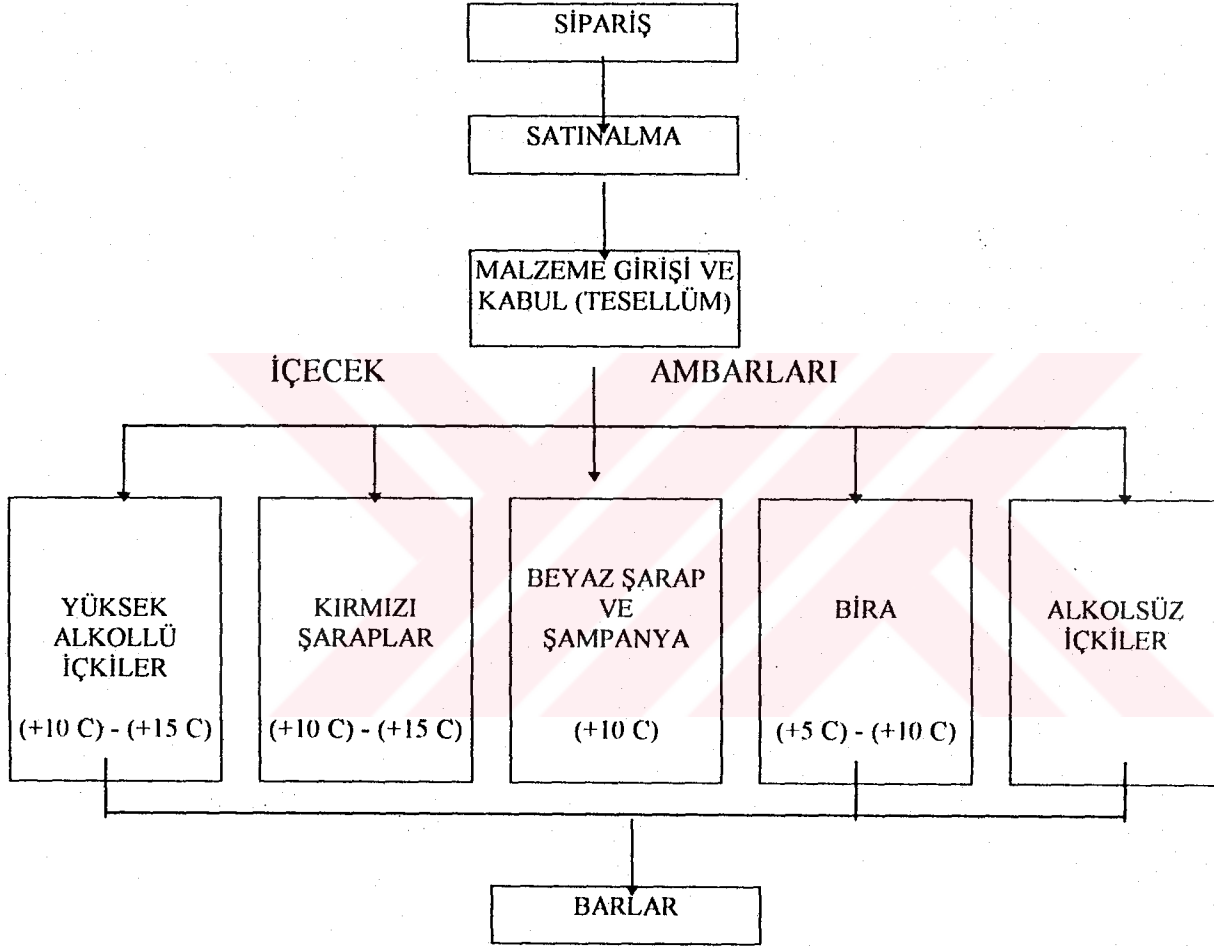 SİPARİŞ
SATINALMA
MALZEME GİRİŞİ VE
KABUL (TESELLÜM)
İÇECEK AMBARLARI
YÜKSEK
ALKOLLÜ
İÇKİLER
(+10 C) - (+15 C)
KIRMIZI
ŞARAPLAR
(+10 C) - (+15 C)
BEYAZ ŞARAP
VE
ŞAMPANYA
(+10 C)
BİRA
(+5 C) - (+10 C)
ALKOLSÜZ
İÇKİLER
BARLAR